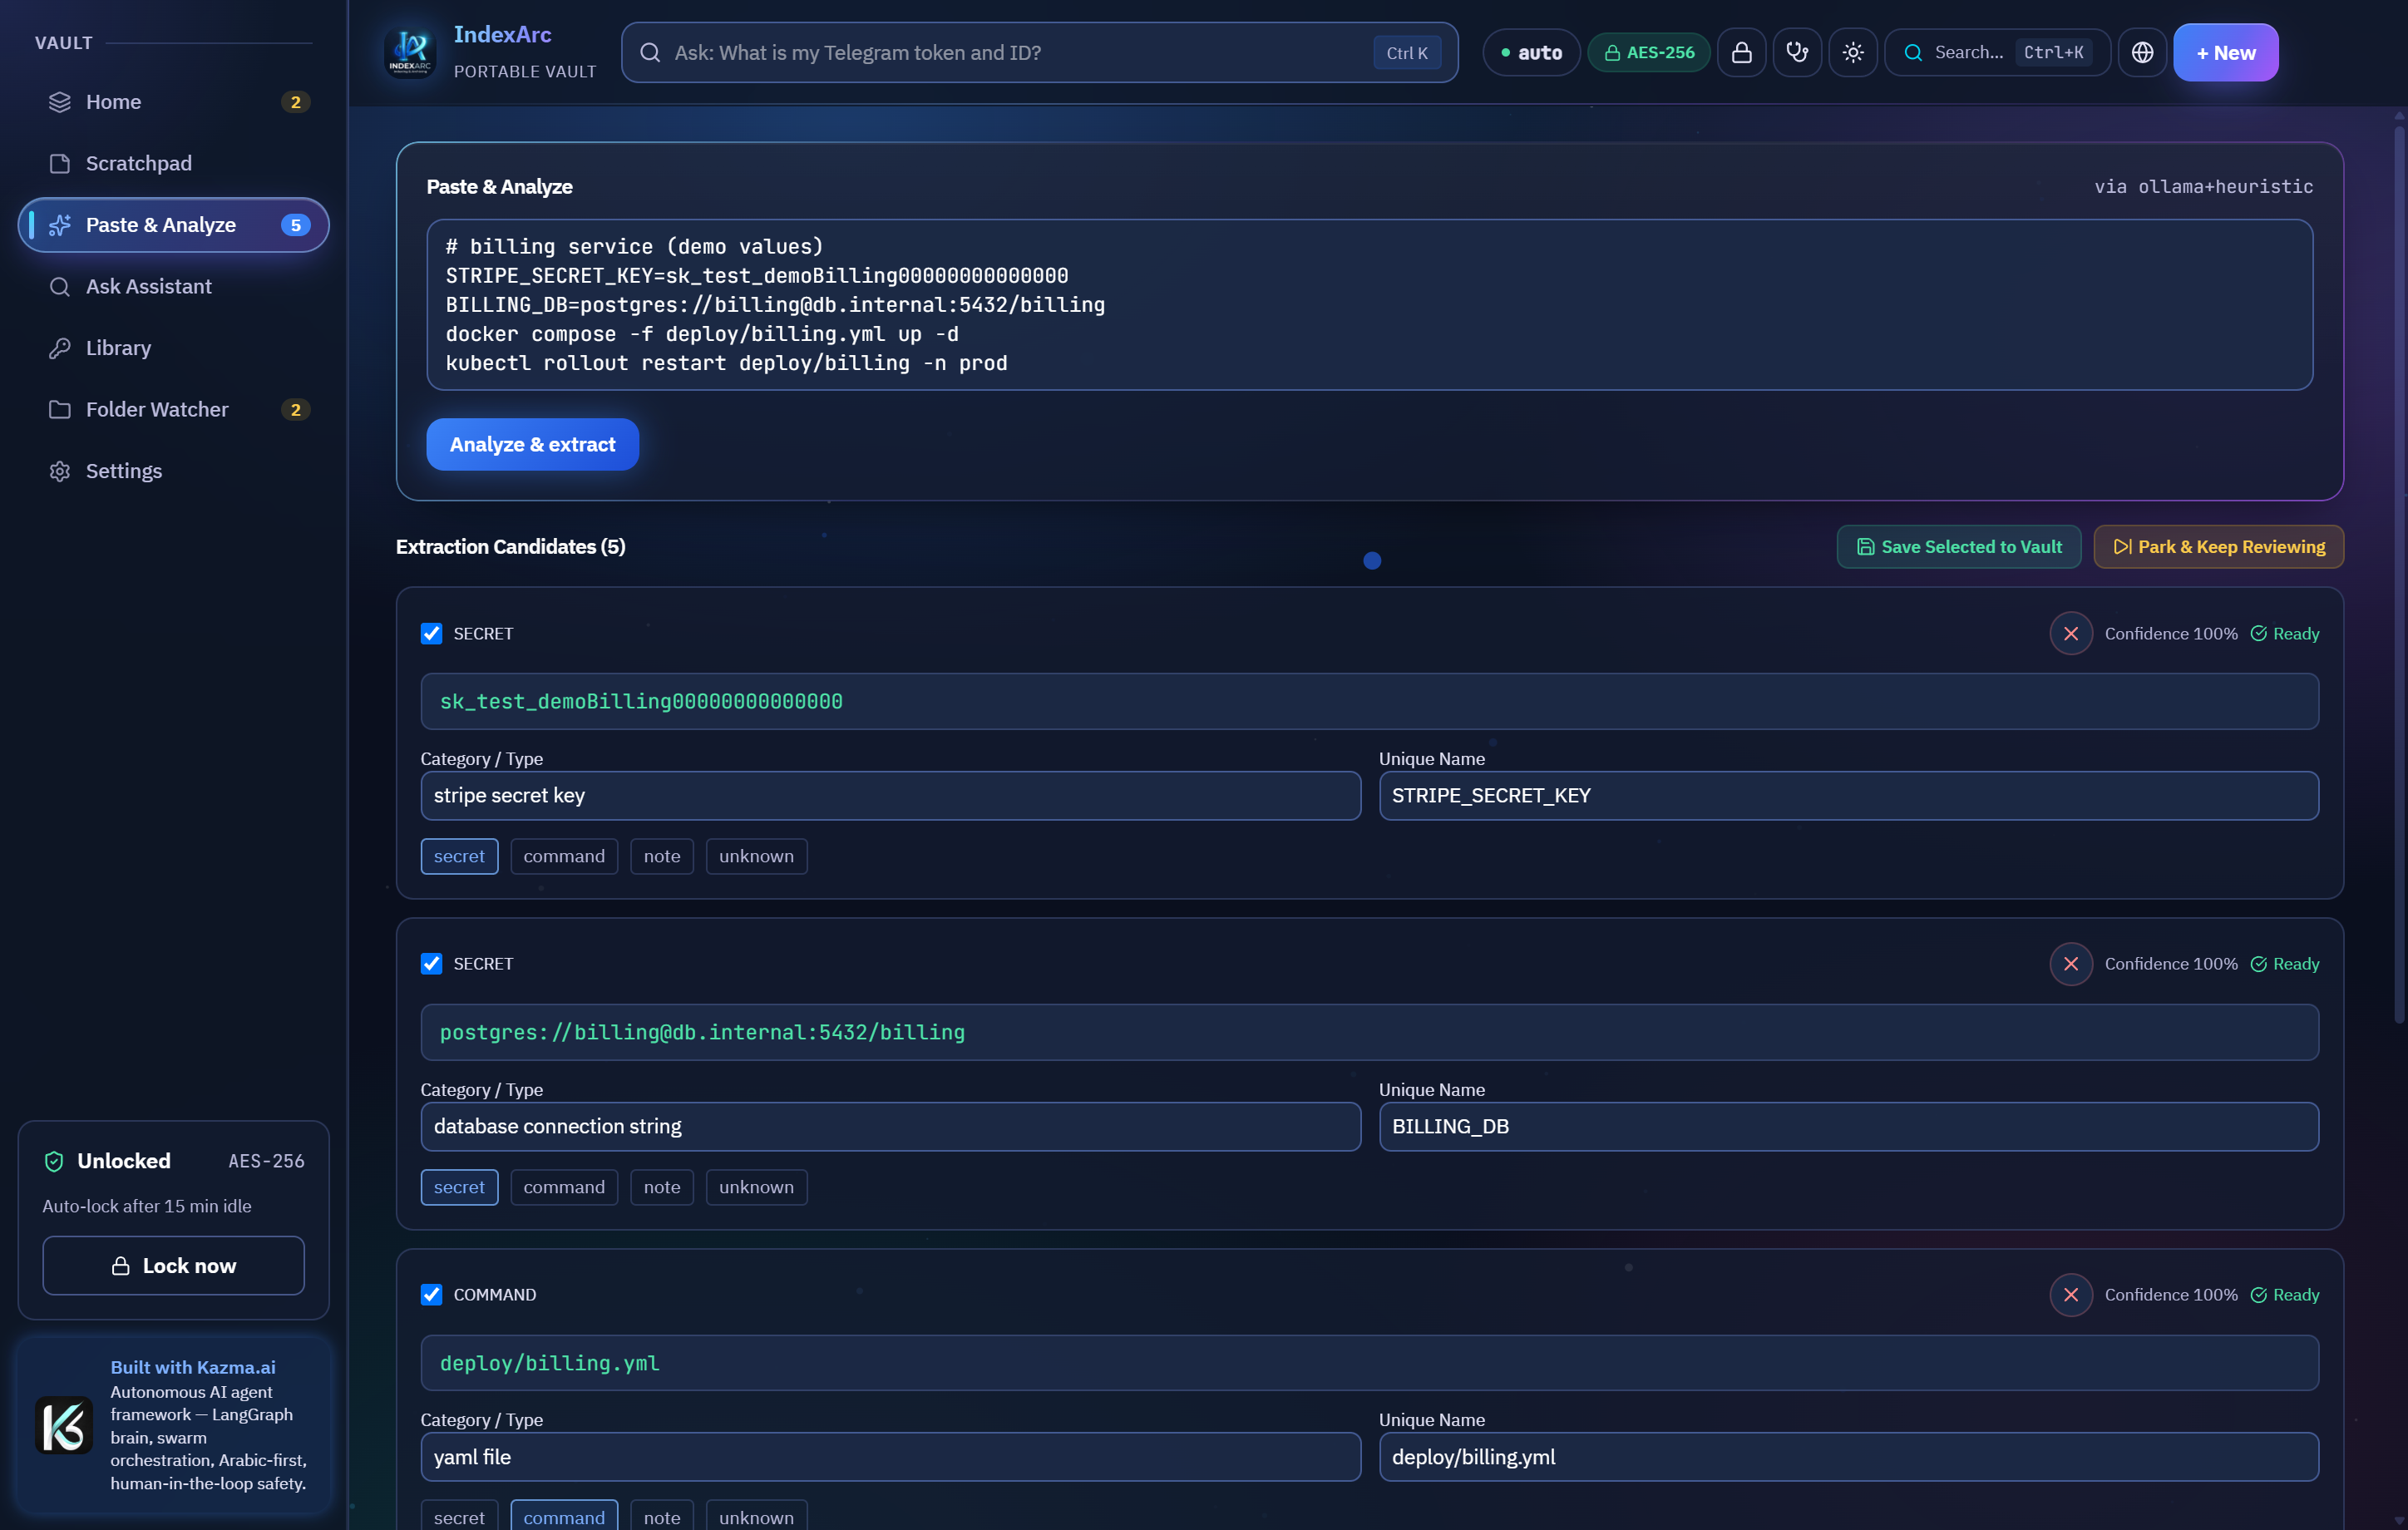 VAULT
Home 2
Scratchpad
Paste & Analyze 5
Ask Assistant
Library
Folder Watcher 2
Settings
Unlocked AES-256
Auto-lock after 15 min idle
Lock now
Built with Kazma.ai
Autonomous AI agent
framework — LangGraph
brain, swarm
orchestration, Arabic-first,
human-in-the-loop safety.
INDEXARC
IndexArc
PORTABLE VAULT
Ask: What is my Telegram token and ID? Ctrl K
auto
AES-256
Search... Ctrl+K
+ New
Paste & Analyze via ollama+heuristic
# billing service (demo values)
STRIPE_SECRET_KEY=sk_test_demoBilling00000000000000
BILLING_DB=postgres://billing@db.internal:5432/billing
docker compose -f deploy/billing.yml up -d
kubectl rollout restart deploy/billing -n prod
Analyze & extract
Extraction Candidates (5) Save Selected to Vault Park & Keep Reviewing
SECRET Confidence 100% Ready
sk_test_demoBilling00000000000000
Category / Type Unique Name
stripe secret key STRIPE_SECRET_KEY
secret command note unknown
SECRET Confidence 100% Ready
postgres://billing@db.internal:5432/billing
Category / Type Unique Name
database connection string BILLING_DB
secret command note unknown
COMMAND Confidence 100% Ready
deploy/billing.yml
Category / Type Unique Name
yaml file deploy/billing.yml
secret command note unknown